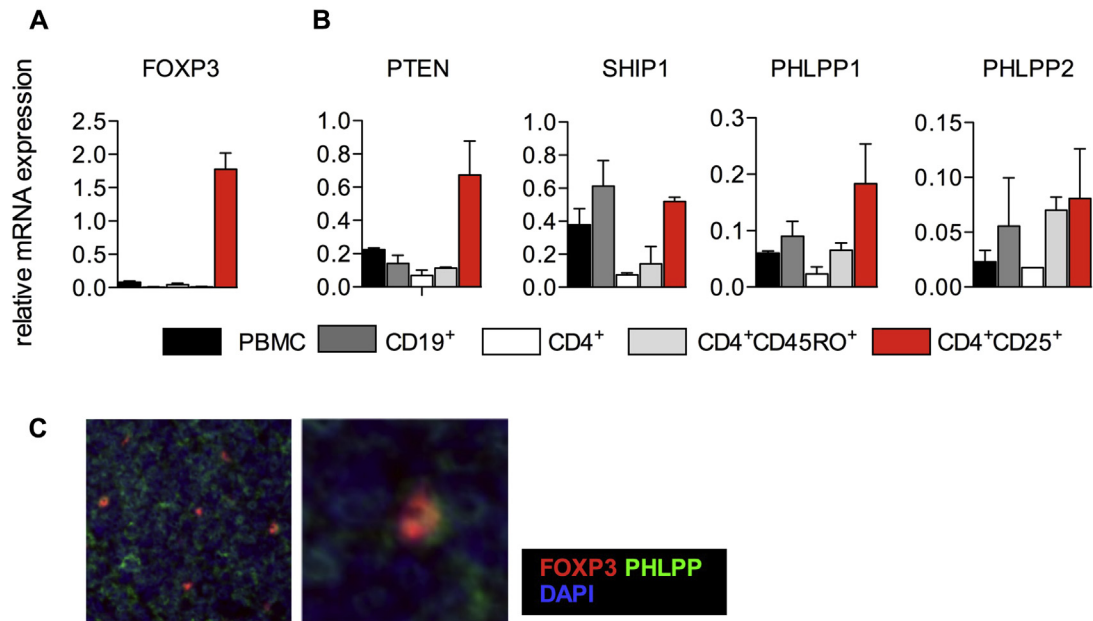 A
B
FOXP3
PTEN
SHIP1
PHLPP1
PHLPP2
relative mRNA expression
2.5
2.0
1.5
1.0
0.5
0.0
1.0
0.8
0.6
0.4
0.2
0.0
1.0
0.8
0.6
0.4
0.2
0.0
0.3
0.2
0.1
0.0
0.15
0.10
0.05
0.00
PBMC
CD19⁺
CD4⁺
CD4⁺CD45RO⁺
CD4⁺CD25⁺
C
FOXP3 PHLPP
DAPI